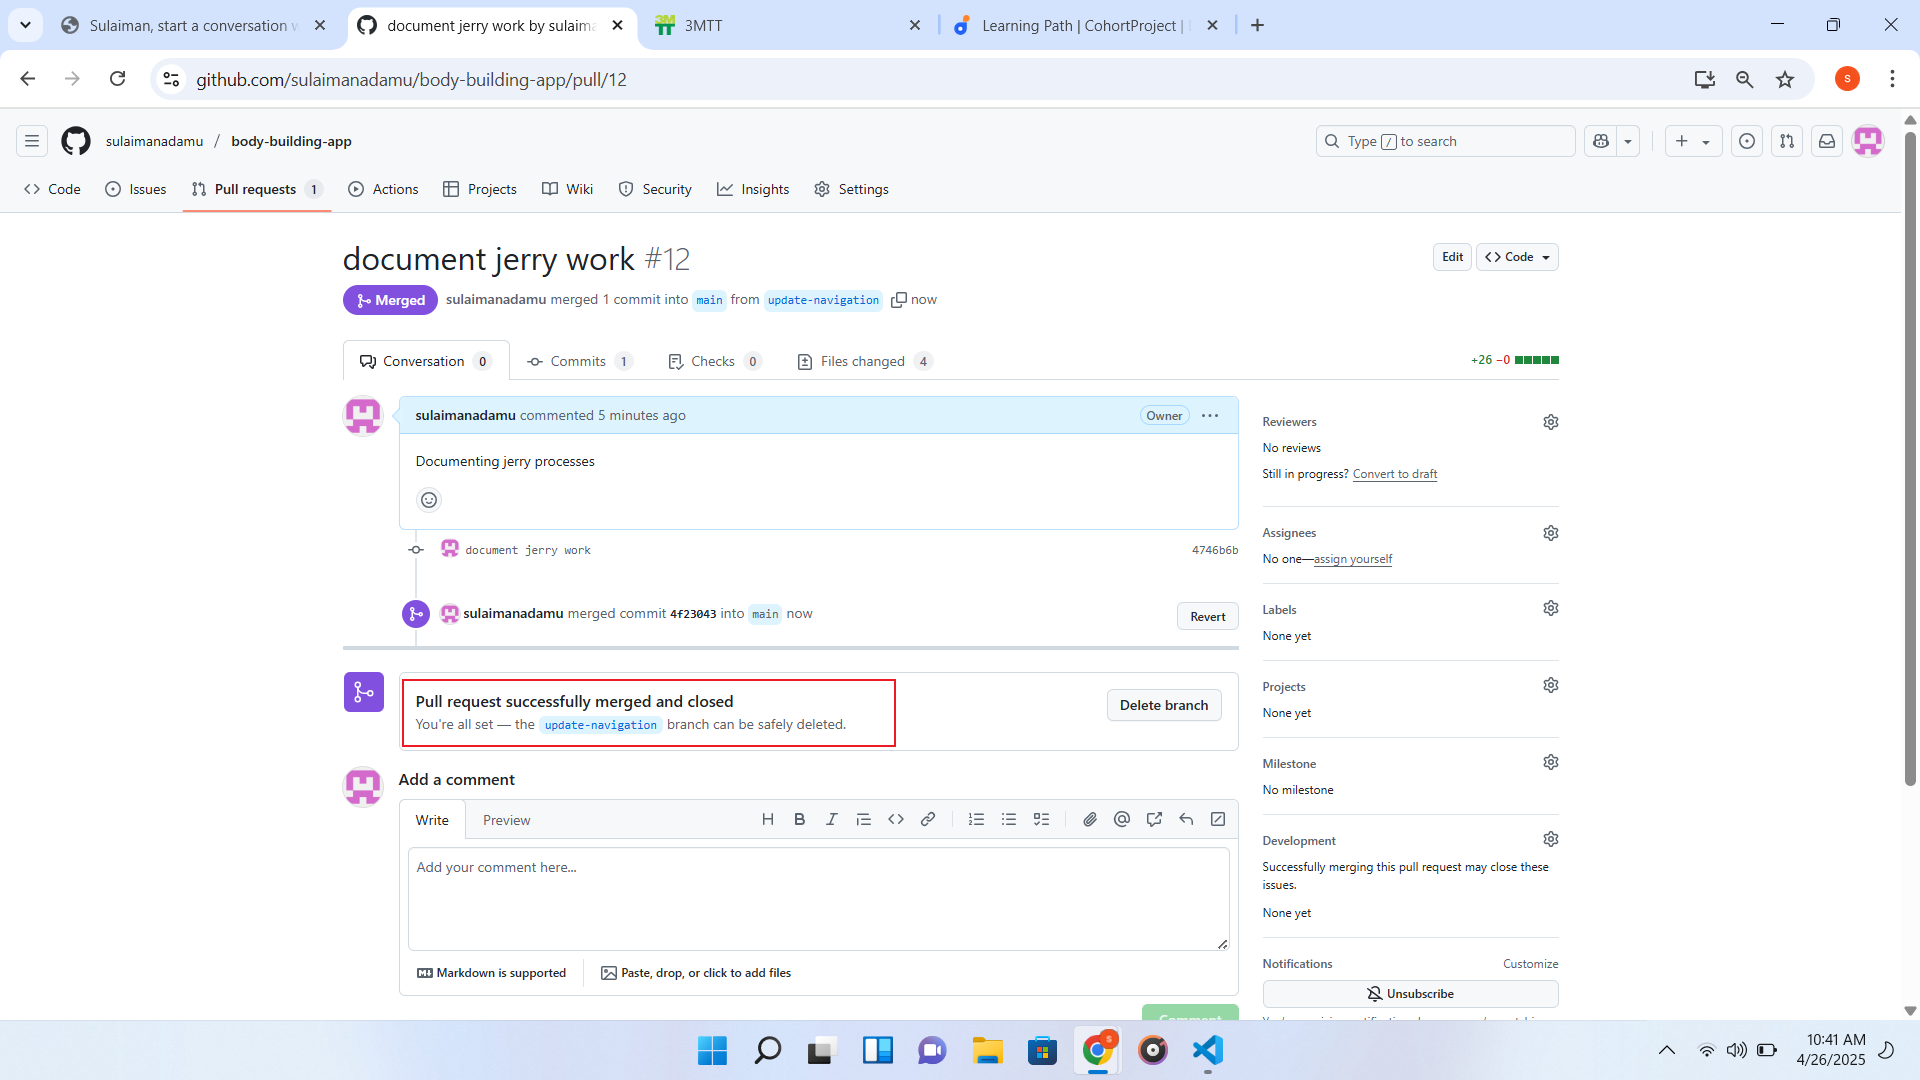 Sulaiman, start a conversation w
document jerry work by sulaima
3MTT
Learning Path | CohortProject |
github.com/sulaimanadamu/body-building-app/pull/12
S
sulaimanadamu / body-building-app
Type / to search
Code
Issues
Pull requests 1
Actions
Projects
Wiki
Security
Insights
Settings
document jerry work #12
Edit
Code
Merged
sulaimanadamu merged 1 commit into main from update-navigation now
Conversation 0
Commits 1
Checks 0
Files changed 4
+26 −0
sulaimanadamu commented 5 minutes ago
Owner
Documenting jerry processes
document jerry work
4746b6b
sulaimanadamu merged commit 4f23043 into main now
Revert
Pull request successfully merged and closed
You're all set — the update-navigation branch can be safely deleted.
Delete branch
Add a comment
Write
Preview
Add your comment here...
Markdown is supported
Paste, drop, or click to add files
Reviewers
No reviews
Still in progress? Convert to draft
Assignees
No one—assign yourself
Labels
None yet
Projects
None yet
Milestone
No milestone
Development
Successfully merging this pull request may close these
issues.
None yet
Notifications
Customize
Unsubscribe
Comment
10:41 AM
4/26/2025